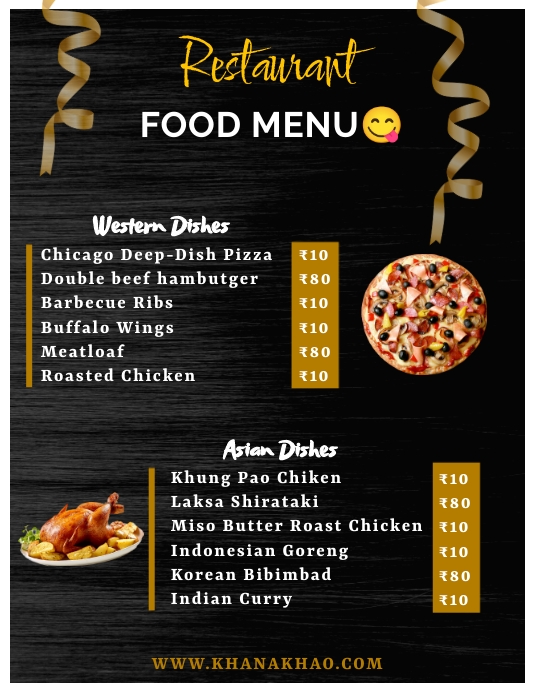 Restaurant
FOOD MENU😋
Western Dishes
Chicago Deep-Dish Pizza ₹10
Double beef hambutger ₹80
Barbecue Ribs ₹10
Buffalo Wings ₹10
Meatloaf ₹80
Roasted Chicken ₹10
Asian Dishes
Khung Pao Chiken ₹10
Laksa Shirataki ₹80
Miso Butter Roast Chicken ₹10
Indonesian Goreng ₹10
Korean Bibimbad ₹80
Indian Curry ₹10
WWW.KHANAKHAO.COM